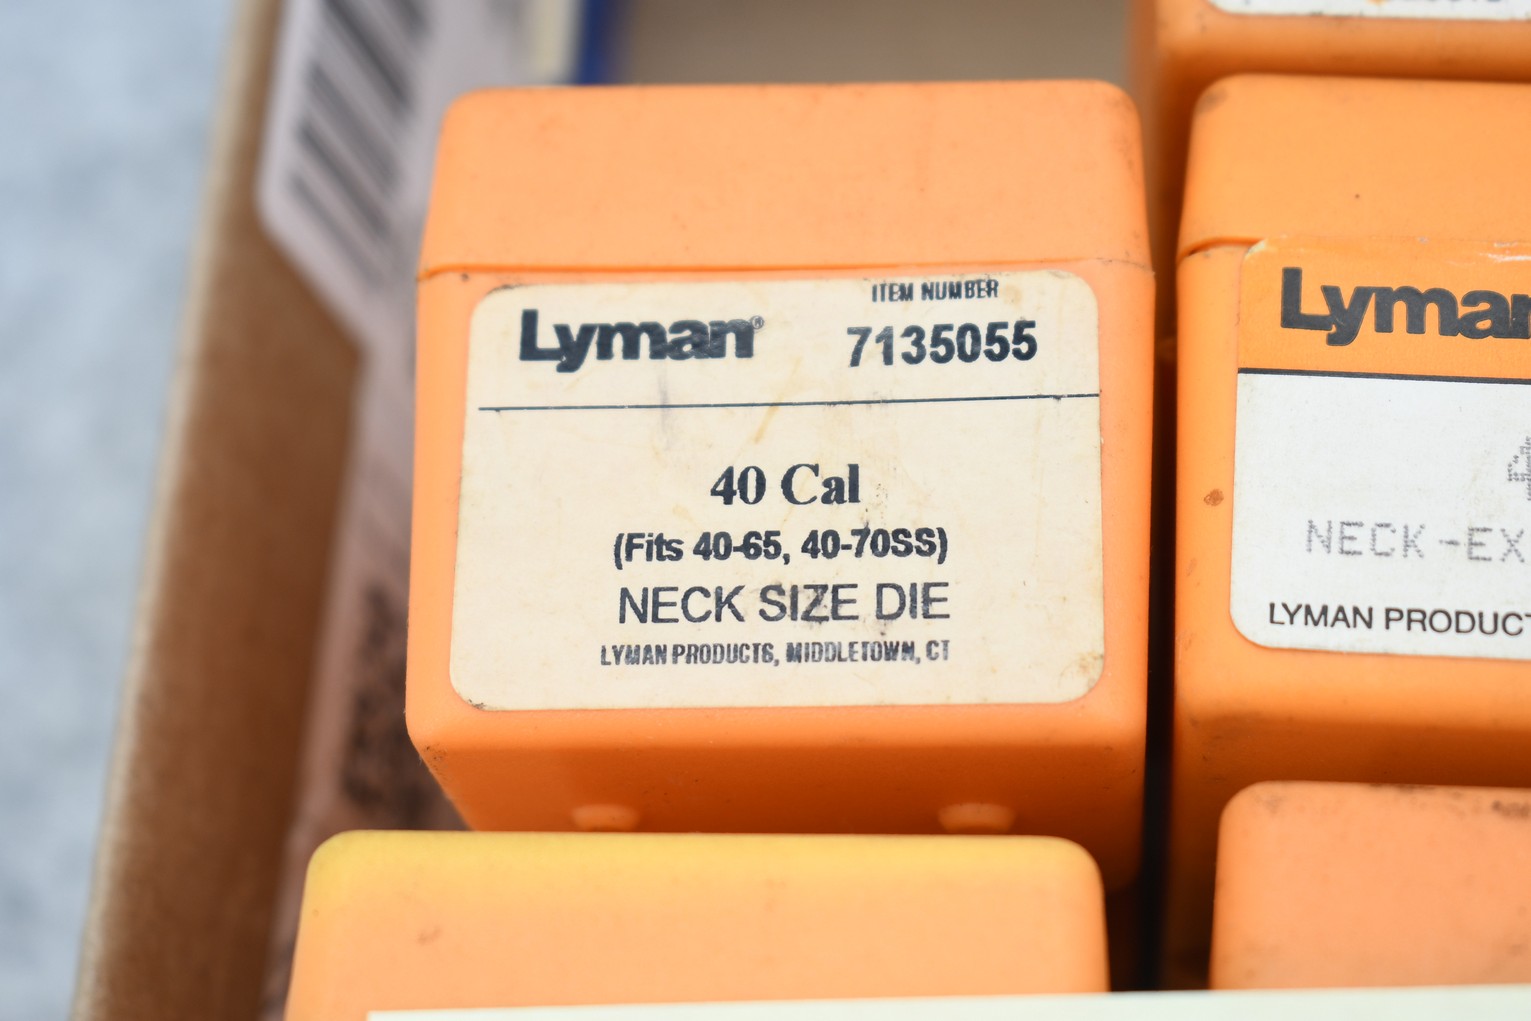 Lyman®
ITEM NUMBER
7135055
40 Cal
(Fits 40-65, 40-70SS)
NECK SIZE DIE
LYMAN PRODUCTS, MIDDLETOWN, CT
Lyman
4
NECK-EX
LYMAN PRODUCT